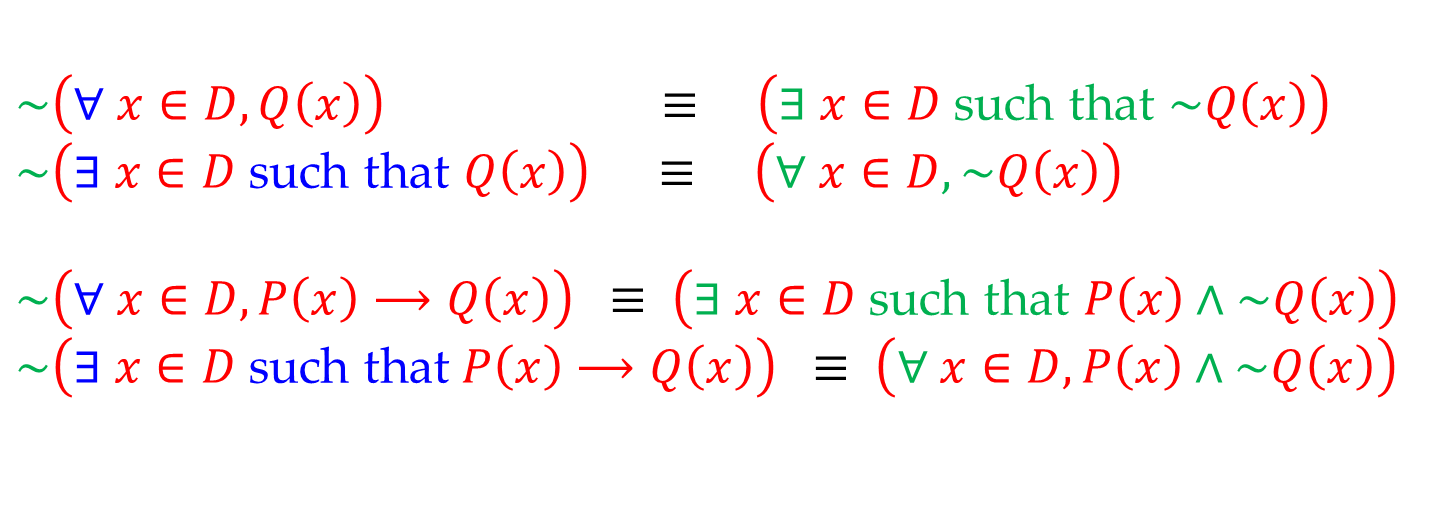 ~(∀ x ∈ D, Q(x)) ≡ (∃ x ∈ D such that ~Q(x))
~(∃ x ∈ D such that Q(x)) ≡ (∀ x ∈ D, ~Q(x))
~(∀ x ∈ D, P(x) ⟶ Q(x)) ≡ (∃ x ∈ D such that P(x) ∧ ~Q(x))
~(∃ x ∈ D such that P(x) ⟶ Q(x)) ≡ (∀ x ∈ D, P(x) ∧ ~Q(x))